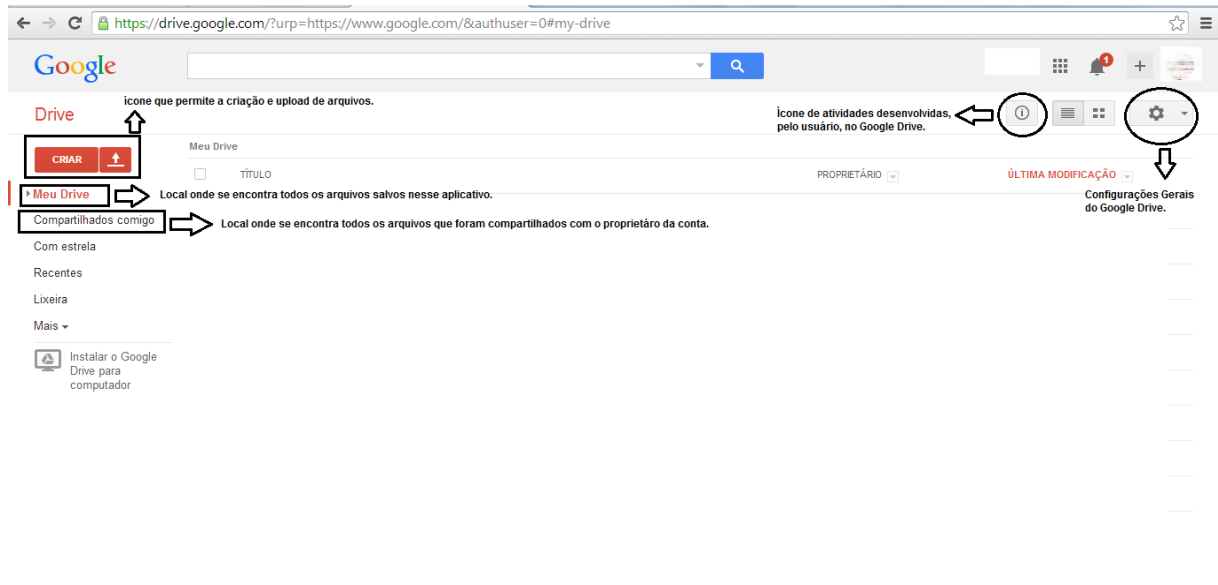 https://drive.google.com/?urp=https://www.google.com/&authuser=0#my-drive
Google
1
+
Drive
ícone que permite a criação e upload de arquivos.
Ícone de atividades desenvolvidas,
pelo usuário, no Google Drive.
CRIAR
Meu Drive
TÍTULO
PROPRIETÁRIO
ÚLTIMA MODIFICAÇÃO
Meu Drive
Local onde se encontra todos os arquivos salvos nesse aplicativo.
Configurações Gerais
do Google Drive.
Compartilhados comigo
Local onde se encontra todos os arquivos que foram compartilhados com o proprietáro da conta.
Com estrela
Recentes
Lixeira
Mais
Instalar o Google
Drive para
computador